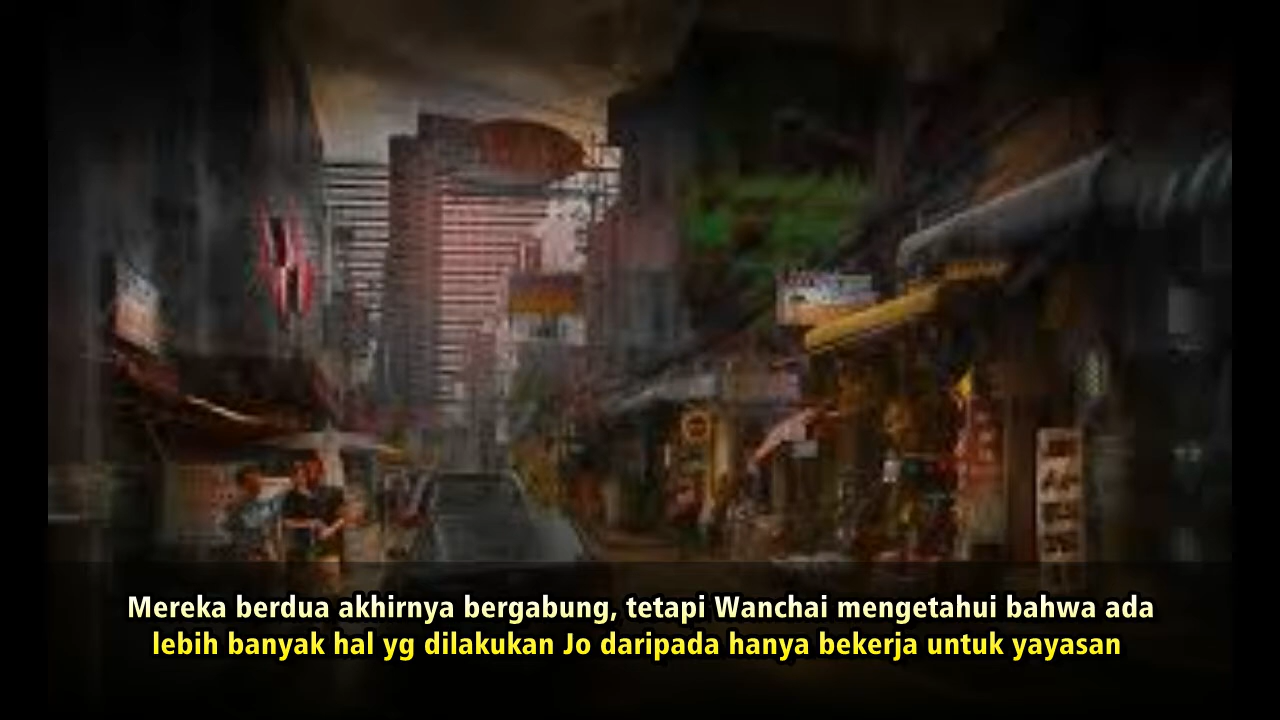 Mereka berdua akhirnya bergabung, tetapi Wanchai mengetahui bahwa ada
lebih banyak hal yg dilakukan Jo daripada hanya bekerja untuk yayasan